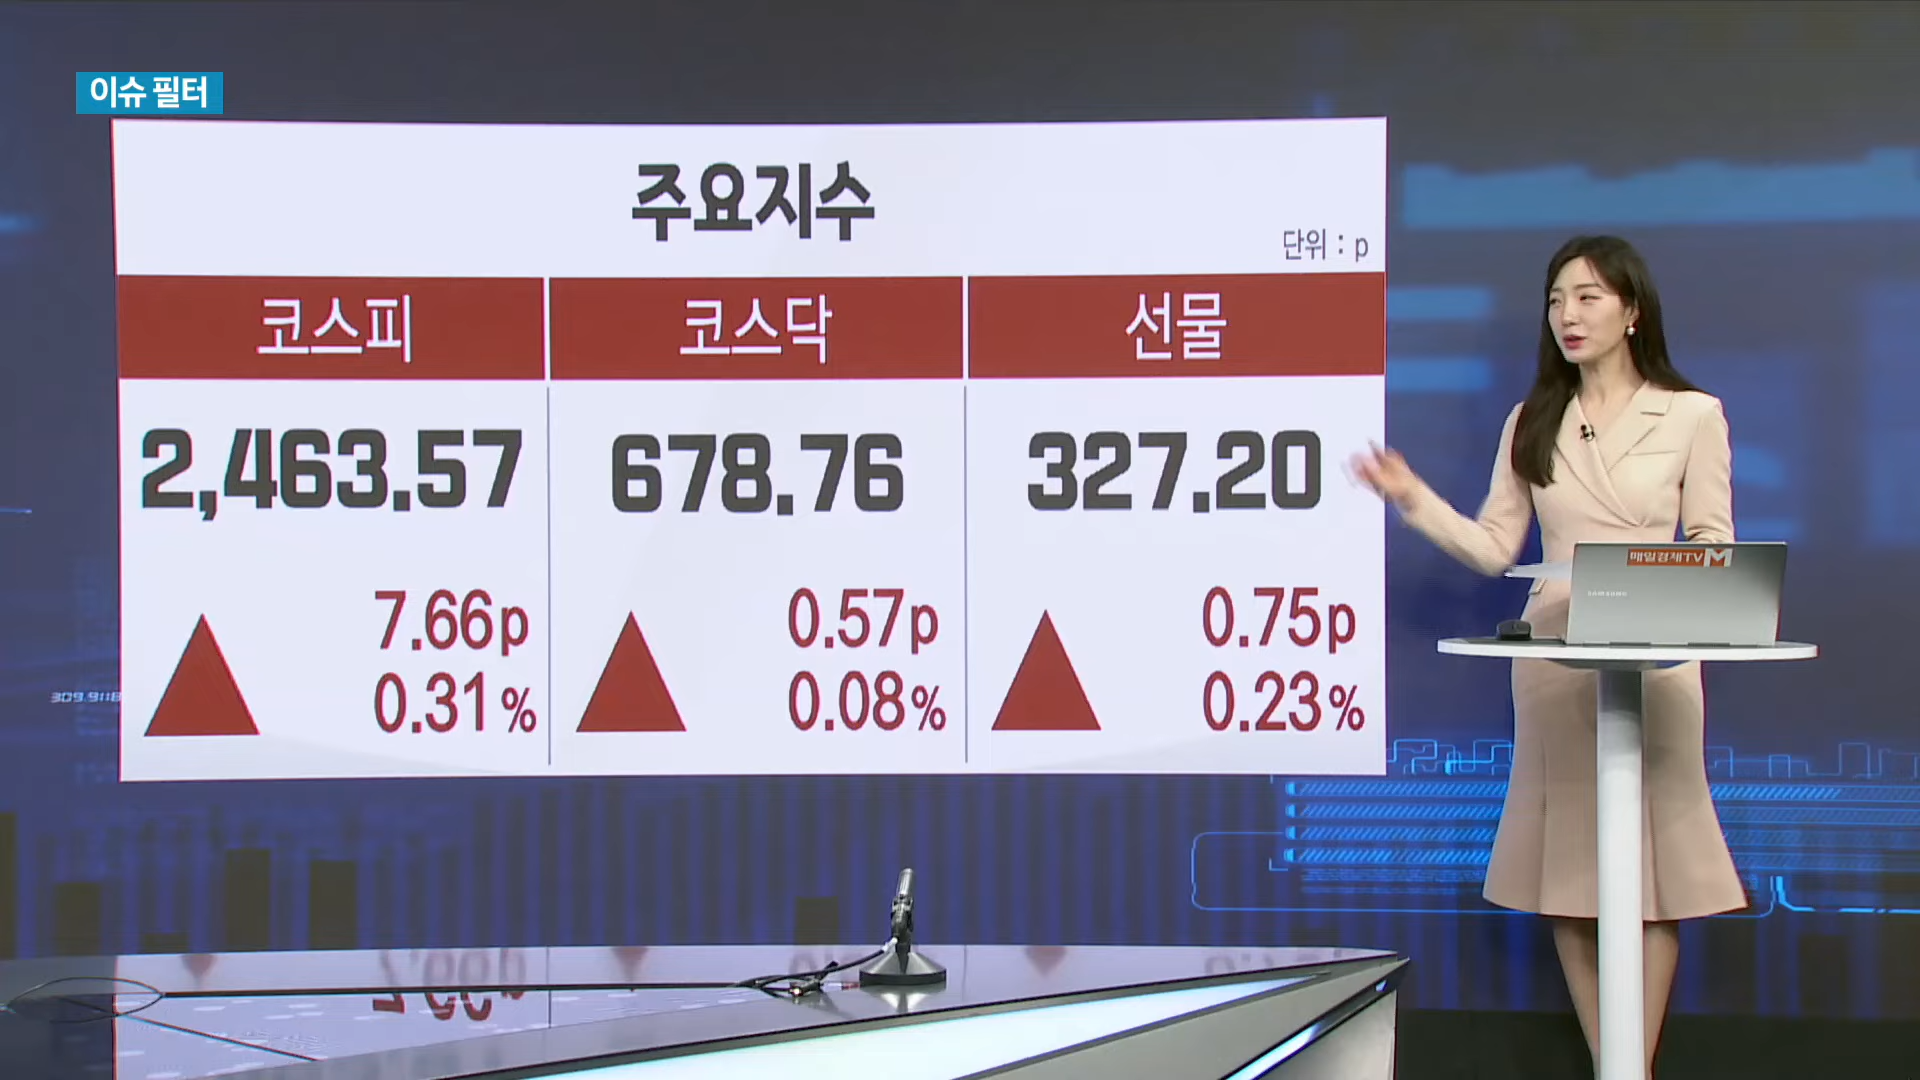 이슈 필터
주요지수
단위 : p
코스피
코스닥
선물
2,463.57
678.76
327.20
7.66p
0.57p
0.75p
0.31%
0.08%
0.23%
매일경제TV M
SAMSUNG